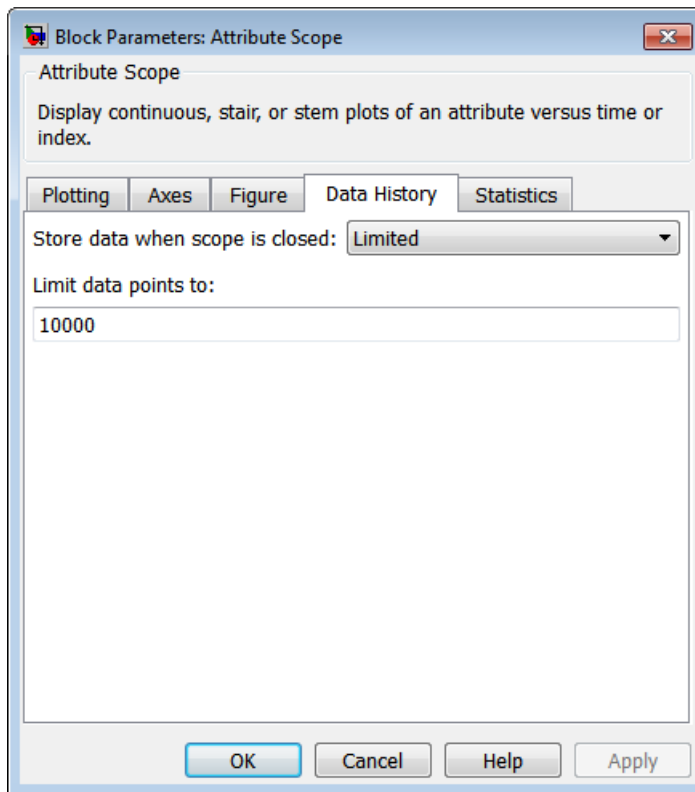 Block Parameters: Attribute Scope
Attribute Scope
Display continuous, stair, or stem plots of an attribute versus time or
index.
Plotting Axes Figure Data History Statistics
Store data when scope is closed: Limited
Limit data points to:
10000
OK Cancel Help Apply